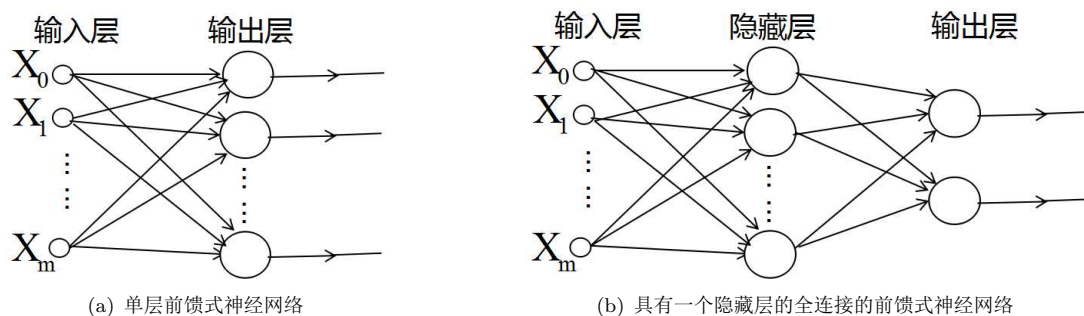 输入层 输出层
X0
X1
Xm
(a) 单层前馈式神经网络
输入层 隐藏层 输出层
X0
X1
Xm
(b) 具有一个隐藏层的全连接的前馈式神经网络